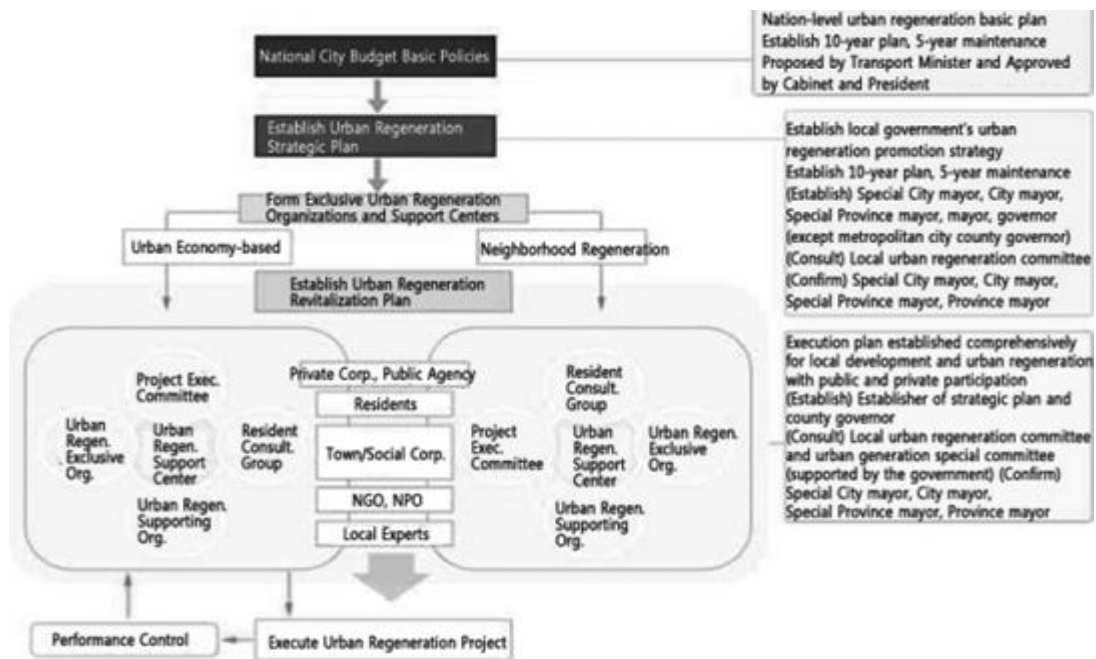 National City Budget Basic Policies
Nation-level urban regeneration basic plan
Establish 10-year plan, 5-year maintenance
Proposed by Transport Minister and Approved
by Cabinet and President
Establish Urban Regeneration
Strategic Plan
Establish local government's urban
regeneration promotion strategy
Establish 10-year plan, 5-year maintenance
(Establish) Special City mayor, City mayor,
Special Province mayor, mayor, governor
(except metropolitan city county governor)
(Consult) Local urban regeneration committee
(Confirm) Special City mayor, City mayor,
Special Province mayor, Province mayor
Form Exclusive Urban Regeneration
Organizations and Support Centers
Urban Economy-based
Neighborhood Regeneration
Establish Urban Regeneration
Revitalization Plan
Execution plan established comprehensively
for local development and urban regeneration
with public and private participation
(Establish) Establisher of strategic plan and
county governor
(Consult) Local urban regeneration committee
and urban generation special committee
(supported by the government) (Confirm)
Special City mayor, City mayor,
Special Province mayor, Province mayor
Project Exec.
Committee
Urban
Regen.
Exclusive
Org.
Urban
Regen.
Support
Center
Resident
Consult.
Group
Urban Regen.
Supporting
Org.
Private Corp., Public Agency
Residents
Town/Social Corp.
NGO, NPO
Local Experts
Resident
Consult.
Group
Project
Exec.
Committee
Urban
Regen.
Support
Center
Urban Regen.
Exclusive
Org.
Urban Regen.
Supporting
Org.
Performance Control
Execute Urban Regeneration Project